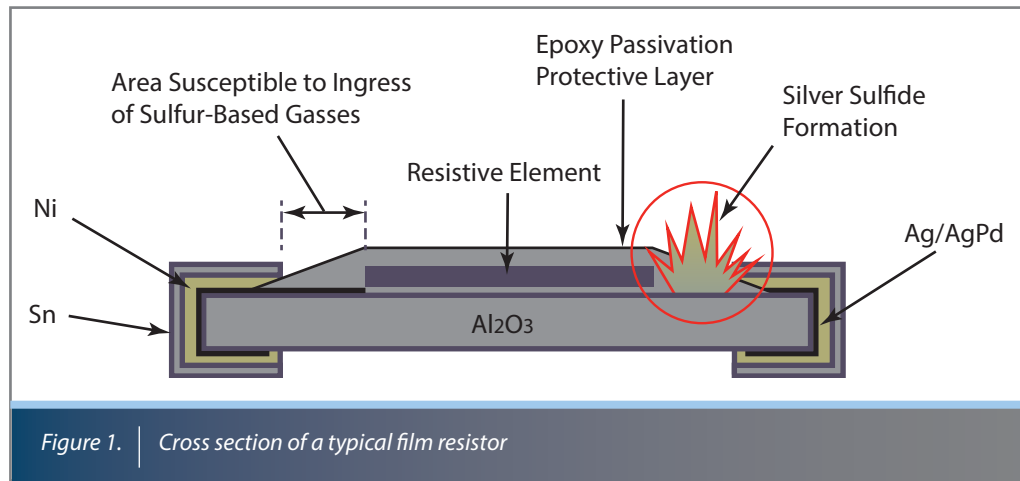 Epoxy Passivation
Protective Layer
Area Susceptible to Ingress
of Sulfur-Based Gasses
Silver Sulfide
Formation
Resistive Element
Ni
Ag/AgPd
Sn
Al2O3
Figure 1. | Cross section of a typical film resistor